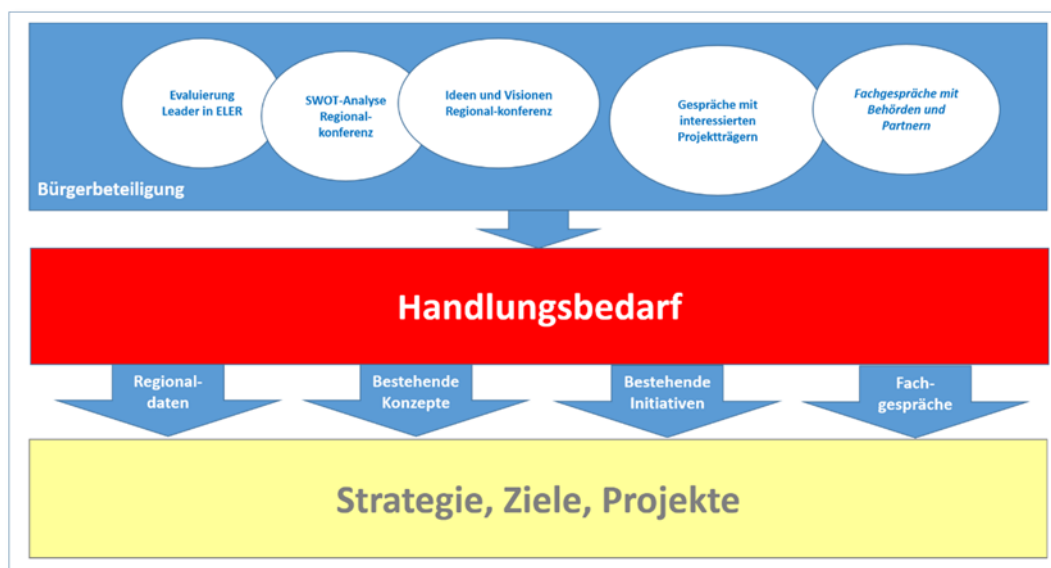 Evaluierung
Leader in ELER
SWOT-Analyse
Regional-
konferenz
Ideen und Visionen
Regional-konferenz
Gespräche mit
interessierten
Projektträgern
Fachgespräche mit
Behörden und
Partnern
Bürgerbeteiligung
Handlungsbedarf
Regional-
daten
Bestehende
Konzepte
Bestehende
Initiativen
Fach-
gespräche
Strategie, Ziele, Projekte